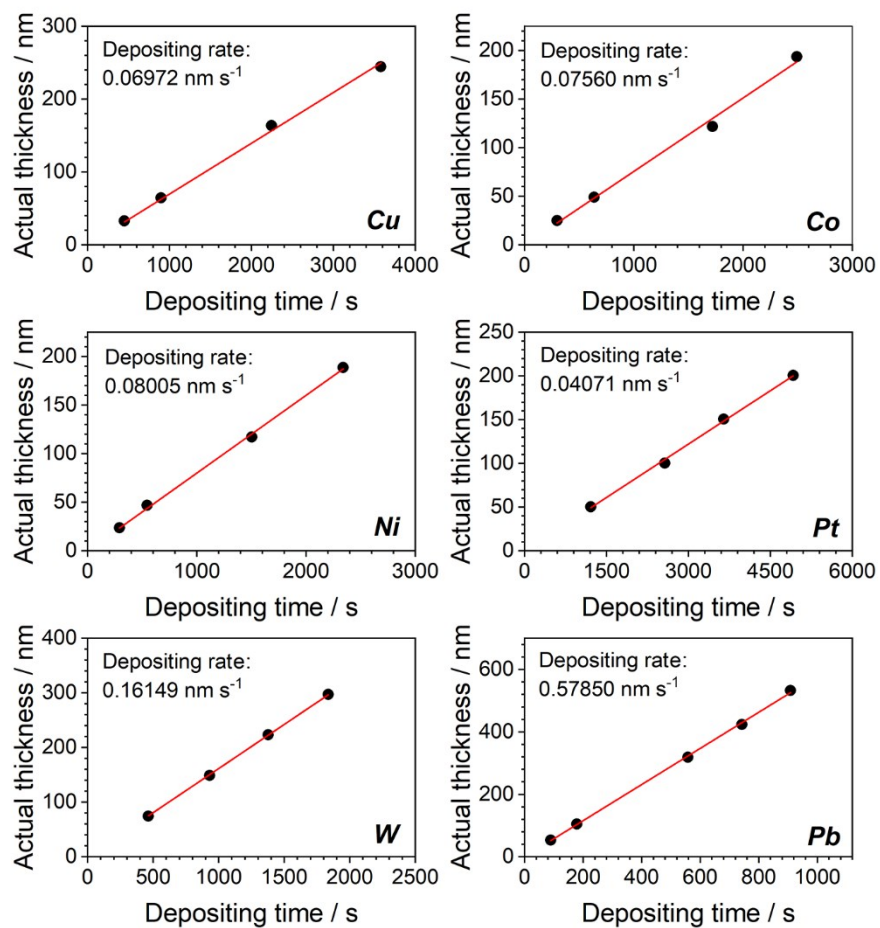 Actual thickness / nm
300
200
100
0
Depositing rate:
0.06972 nm s⁻¹
Cu
0 1000 2000 3000 4000
Depositing time / s
Actual thickness / nm
200
150
100
50
0
Depositing rate:
0.07560 nm s⁻¹
Co
0 1000 2000 3000
Depositing time / s
Actual thickness / nm
200
150
100
50
0
Depositing rate:
0.08005 nm s⁻¹
Ni
0 1000 2000 3000
Depositing time / s
Actual thickness / nm
250
200
150
100
50
0
Depositing rate:
0.04071 nm s⁻¹
Pt
0 1500 3000 4500 6000
Depositing time / s
Actual thickness / nm
400
300
200
100
0
Depositing rate:
0.16149 nm s⁻¹
W
0 500 1000 1500 2000 2500
Depositing time / s
Actual thickness / nm
600
400
200
0
Depositing rate:
0.57850 nm s⁻¹
Pb
0 200 400 600 800 1000
Depositing time / s